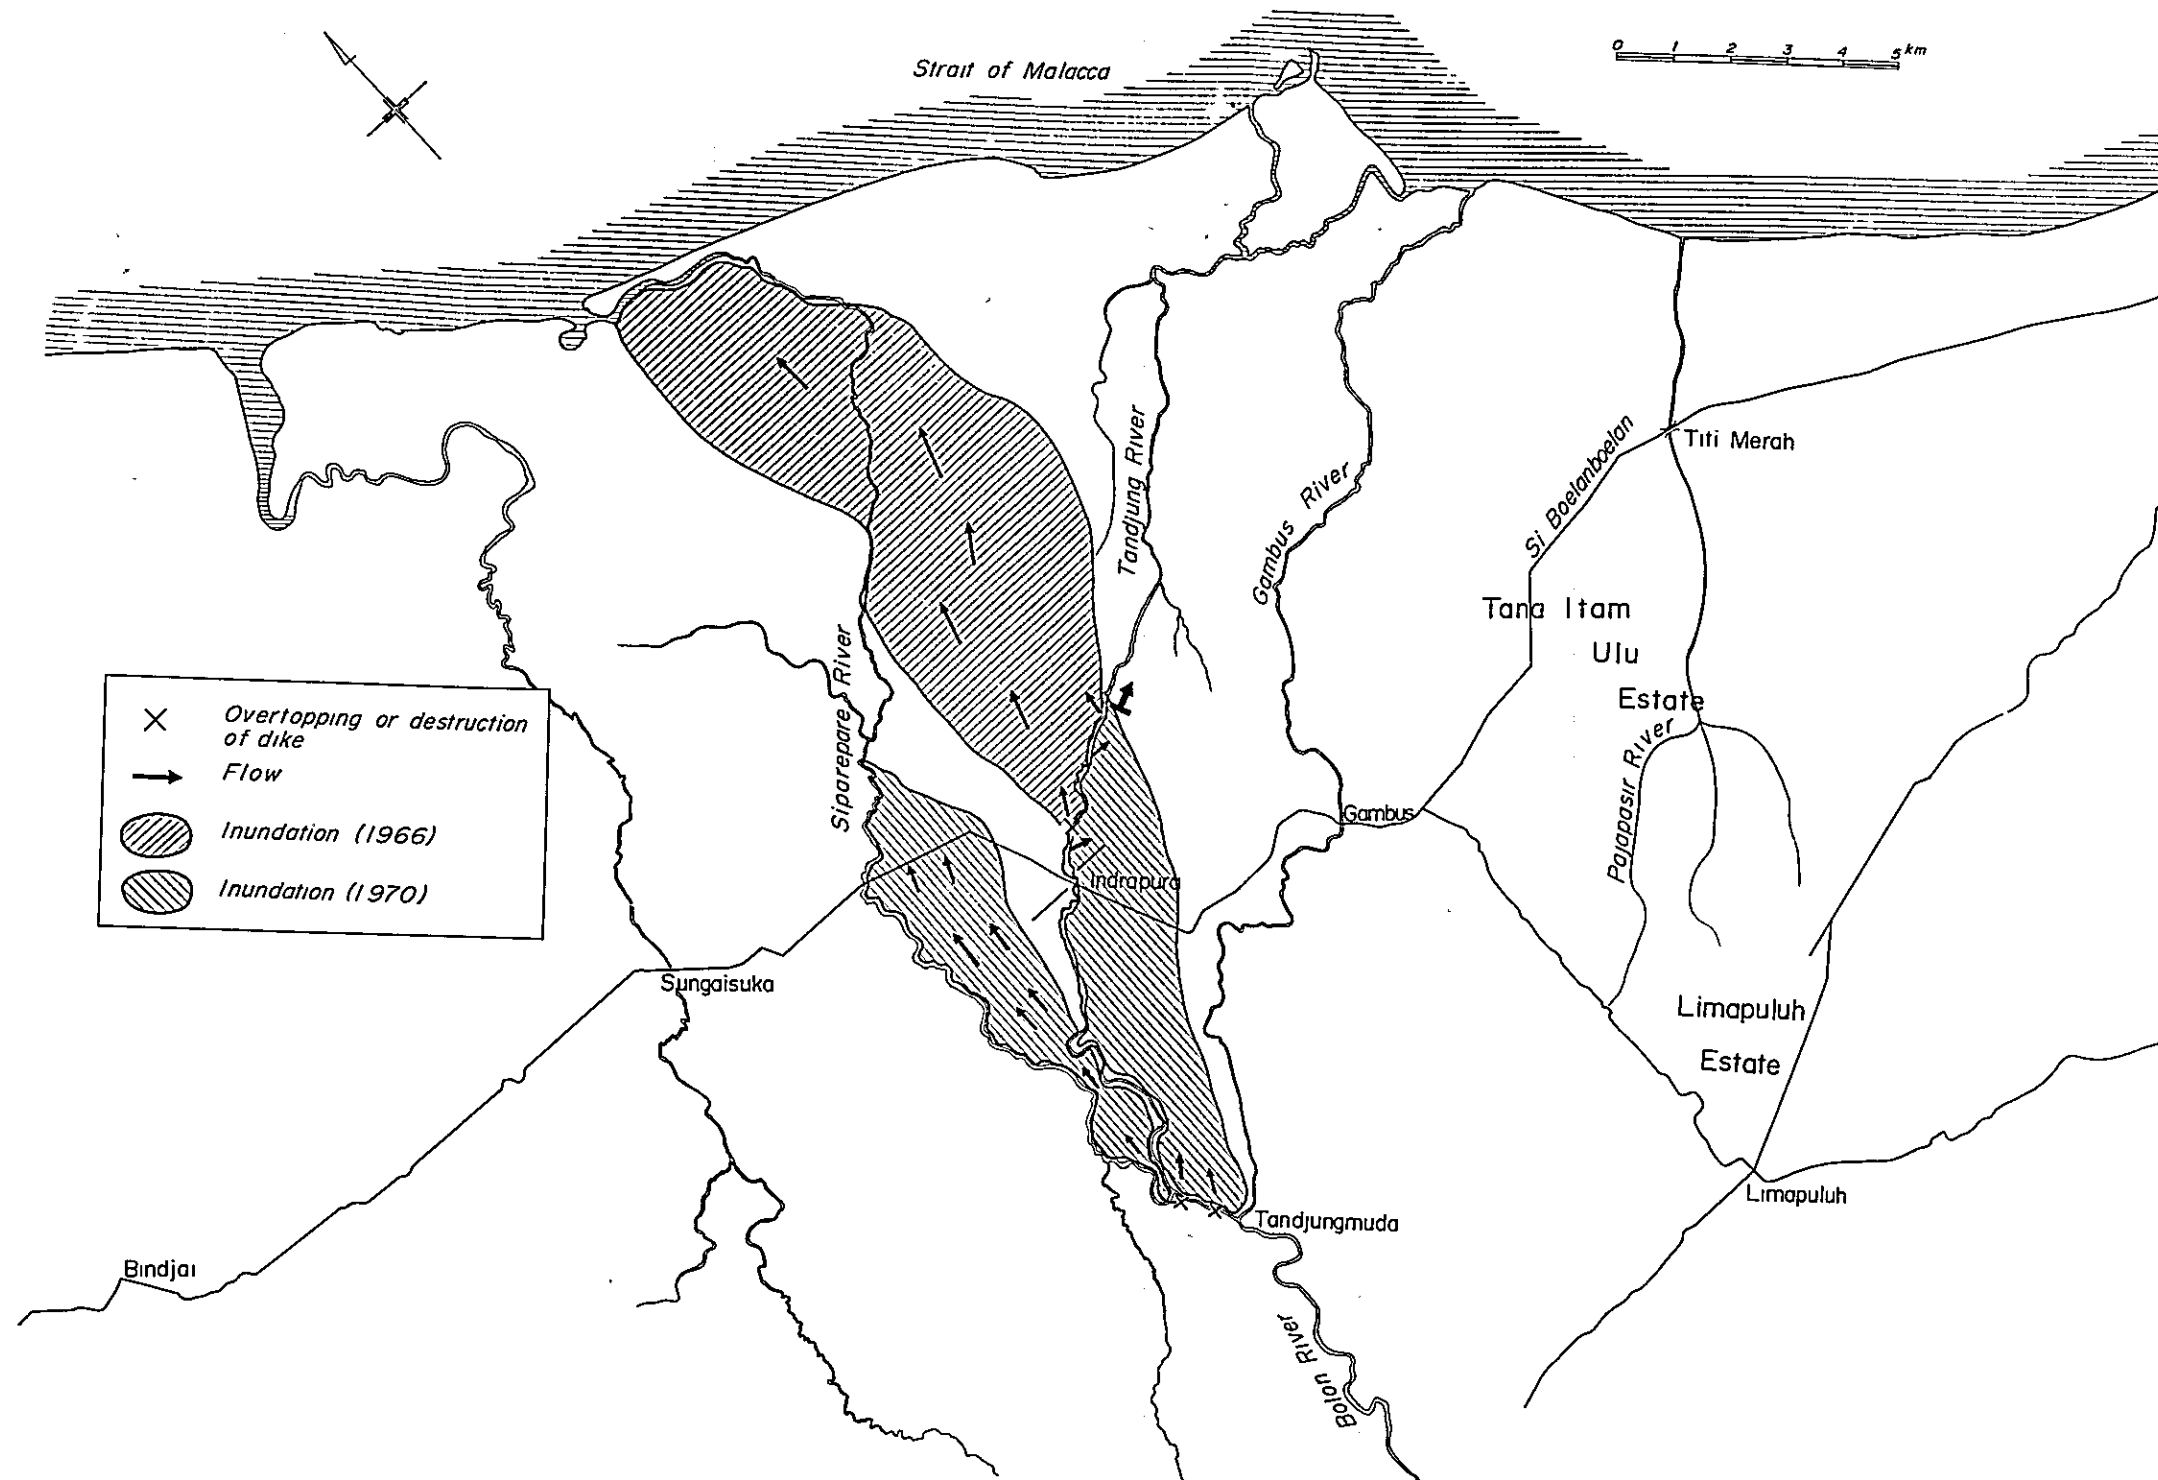 Strait of Malacca
0 1 2 3 4 5 km
Titi Merah
Si Boelanboelan
Tandjung River
Gambus River
Tana Itam
Ulu
Estate
Siparepare River
Pajapasir River
Overtopping or destruction
of dike
Flow
Inundation (1966)
Inundation (1970)
Gambus
Indrapura
Sungaisuka
Limapuluh
Estate
Limapuluh
Tandjungmuda
Bindjai
Bolon River